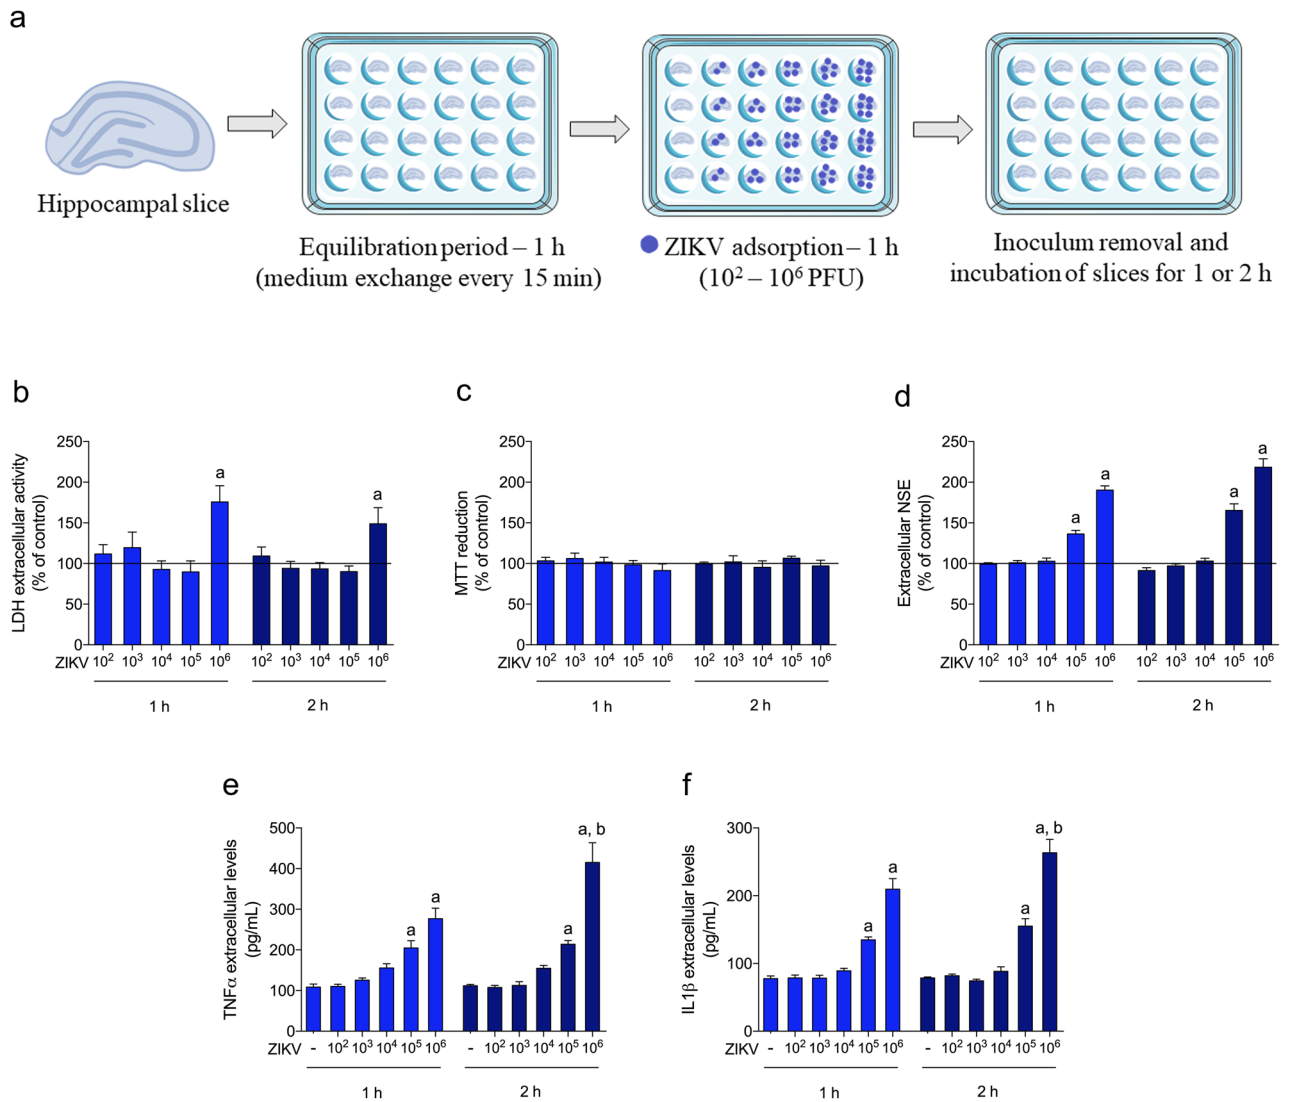 a
Hippocampal slice
Equilibration period – 1 h
(medium exchange every 15 min)
ZIKV adsorption – 1 h
(10² – 10⁶ PFU)
Inoculum removal and
incubation of slices for 1 or 2 h
b
LDH extracellular activity
(% of control)
250
200
150
100
50
0
a
a
ZIKV 10² 10³ 10⁴ 10⁵ 10⁶ 10² 10³ 10⁴ 10⁵ 10⁶
1 h
2 h
c
MTT reduction
(% of control)
250
200
150
100
50
0
ZIKV 10² 10³ 10⁴ 10⁵ 10⁶ 10² 10³ 10⁴ 10⁵ 10⁶
1 h
2 h
d
Extracellular NSE
(% of control)
250
200
150
100
50
0
a
a
a
a
ZIKV 10² 10³ 10⁴ 10⁵ 10⁶ 10² 10³ 10⁴ 10⁵ 10⁶
1 h
2 h
e
TNFα extracellular levels
(pg/mL)
500
400
300
200
100
0
a
a
a
a, b
ZIKV - 10² 10³ 10⁴ 10⁵ 10⁶ - 10² 10³ 10⁴ 10⁵ 10⁶
1 h
2 h
f
IL1β extracellular levels
(pg/mL)
300
200
100
0
a
a
a
a, b
ZIKV - 10² 10³ 10⁴ 10⁵ 10⁶ - 10² 10³ 10⁴ 10⁵ 10⁶
1 h
2 h